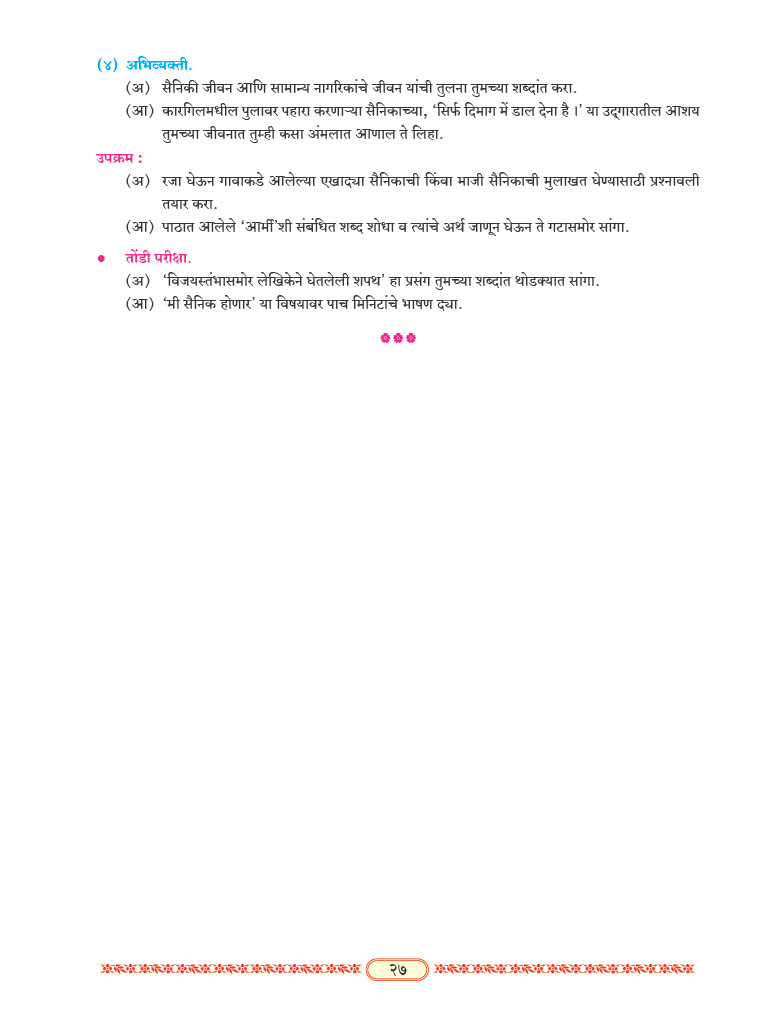 (४) अभिव्यक्ती.
(अ) सैनिकी जीवन आणि सामान्य नागरिकांचे जीवन यांची तुलना तुमच्या शब्दांत करा.
(आ) कारगिलमधील पुलावर पहारा करणाऱ्या सैनिकाच्या, ‘सिर्फ दिमाग में डाल देना है।’ या उद्‌गारातील आशय
तुमच्या जीवनात तुम्ही कसा अंमलात आणाल ते लिहा.
उपक्रम :
(अ) रजा घेऊन गावाकडे आलेल्या एखाद्या सैनिकाची किंवा माजी सैनिकाची मुलाखत घेण्यासाठी प्रश्नावली
तयार करा.
(आ) पाठात आलेले ‘आर्मी’शी संबंधित शब्द शोधा व त्यांचे अर्थ जाणून घेऊन ते गटासमोर सांगा.
● तोंडी परीक्षा.
(अ) ‘विजयस्तंभासमोर लेखिकेने घेतलेली शपथ’ हा प्रसंग तुमच्या शब्दांत थोडक्यात सांगा.
(आ) ‘मी सैनिक होणार’ या विषयावर पाच मिनिटांचे भाषण द्या.
२७